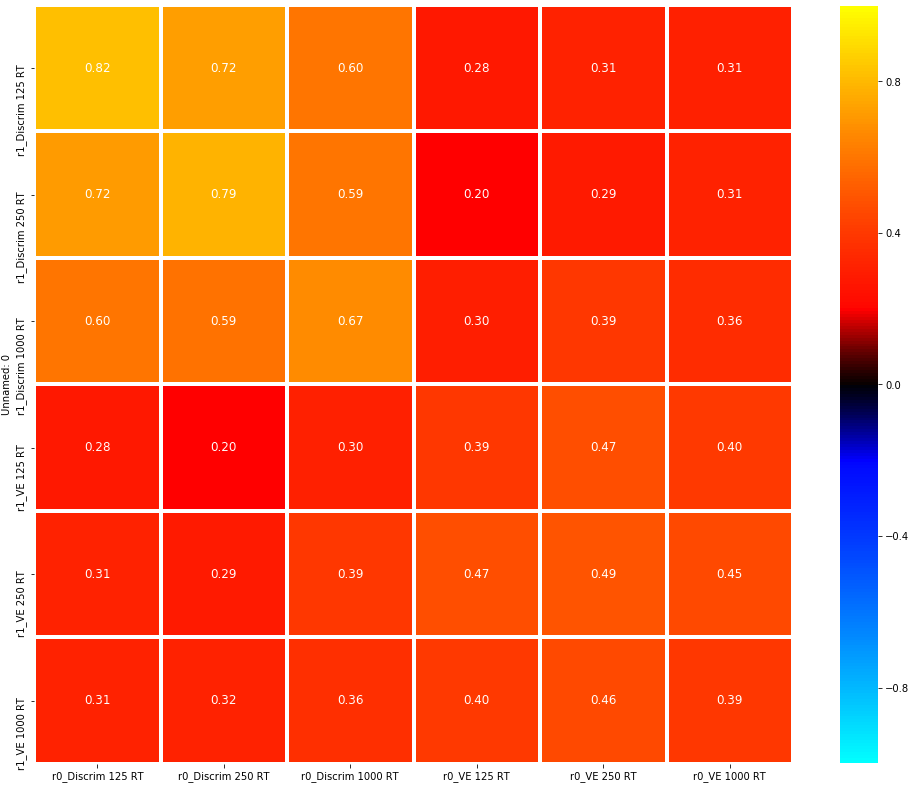 Unnamed: 0
r1_Discrim 125 RT
0.82 0.72 0.60 0.28 0.31 0.31
r1_Discrim 250 RT
0.72 0.79 0.59 0.20 0.29 0.31
r1_Discrim 1000 RT
0.60 0.59 0.67 0.30 0.39 0.36
r1_VE 125 RT
0.28 0.20 0.30 0.39 0.47 0.40
r1_VE 250 RT
0.31 0.29 0.39 0.47 0.49 0.45
r1_VE 1000 RT
0.31 0.32 0.36 0.40 0.46 0.39
r0_Discrim 125 RT
r0_Discrim 250 RT
r0_Discrim 1000 RT
r0_VE 125 RT
r0_VE 250 RT
r0_VE 1000 RT
0.8
0.4
0.0
−0.4
−0.8